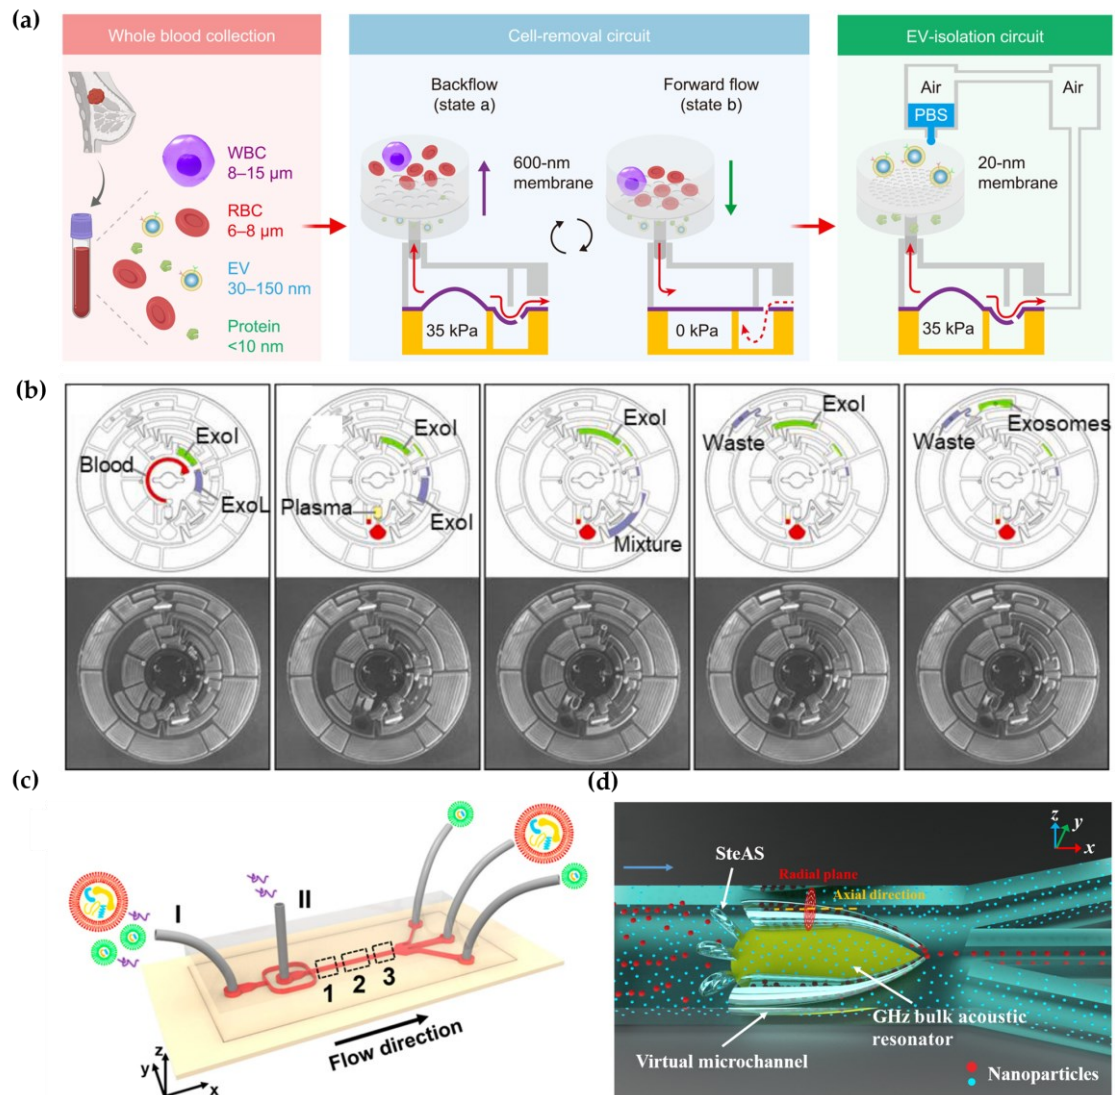 (a)
Whole blood collection
WBC
8–15 µm
RBC
6–8 µm
EV
30–150 nm
Protein
<10 nm
Cell-removal circuit
Backflow
(state a)
600-nm
membrane
35 kPa
Forward flow
(state b)
0 kPa
EV-isolation circuit
Air
Air
PBS
20-nm
membrane
35 kPa
(b)
ExoI
Blood
ExoL
ExoI
Plasma
ExoI
ExoI
Mixture
ExoI
Waste
Waste
Exosomes
(c)
I
II
1
2
3
Flow direction
z
y
x
(d)
SteAS
Radial plane
Axial direction
z
y
x
GHz bulk acoustic
resonator
Virtual microchannel
Nanoparticles